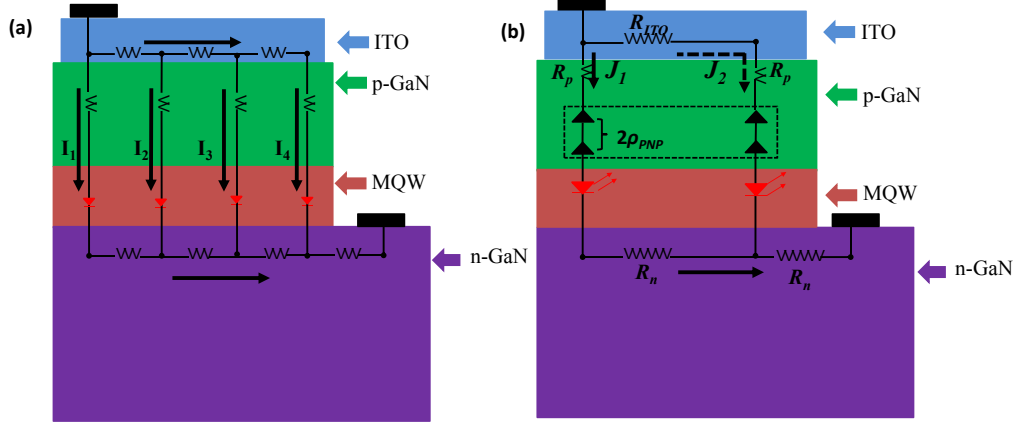 (a)
ITO
p-GaN
I1 I2 I3 I4
MQW
n-GaN
(b)
RITO
ITO
Rp J1 J2 Rp
p-GaN
2ρPNP
MQW
n-GaN
Rn Rn